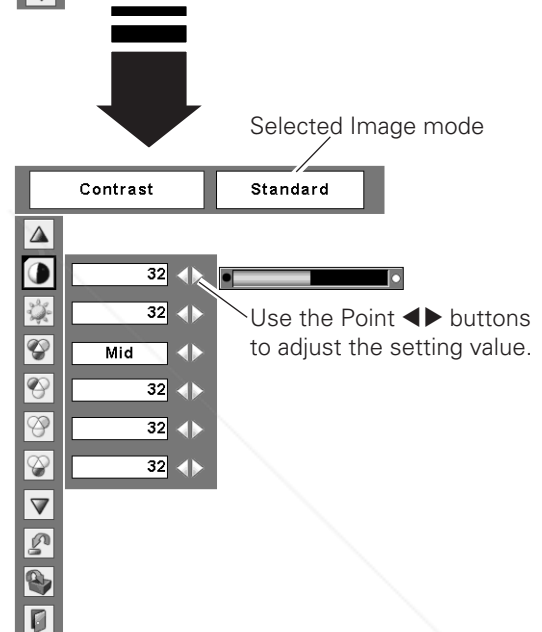 Selected Image mode
Contrast Standard
32
32
Use the Point ◀▶ buttons
to adjust the setting value.
Mid
32
32
32